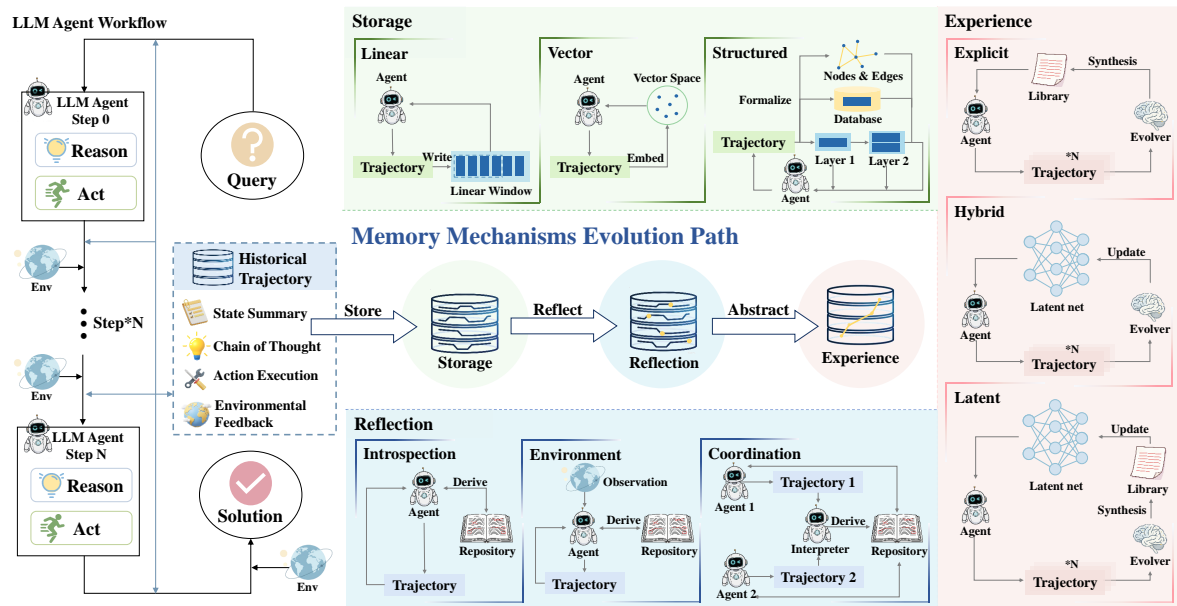 LLM Agent Workflow
LLM Agent
Step 0
Reason
Act
Query
Env
Step*N
Env
LLM Agent
Step N
Reason
Act
Solution
Env
Historical
Trajectory
State Summary
Chain of Thought
Action Execution
Environmental
Feedback
Storage
Linear
Agent
Trajectory
Write
Linear Window
Vector
Agent
Vector Space
Trajectory
Embed
Structured
Nodes & Edges
Formalize
Database
Trajectory
Layer 1
Layer 2
Agent
Memory Mechanisms Evolution Path
Store
Storage
Reflect
Reflection
Abstract
Experience
Reflection
Introspection
Agent
Derive
Repository
Trajectory
Environment
Observation
Agent
Derive
Repository
Trajectory
Coordination
Agent 1
Trajectory 1
Interpreter
Derive
Repository
Agent 2
Trajectory 2
Experience
Explicit
Library
Synthesis
Agent
Evolver
*N
Trajectory
Hybrid
Update
Latent net
Agent
Evolver
*N
Trajectory
Latent
Update
Latent net
Library
Agent
Synthesis
Evolver
*N
Trajectory